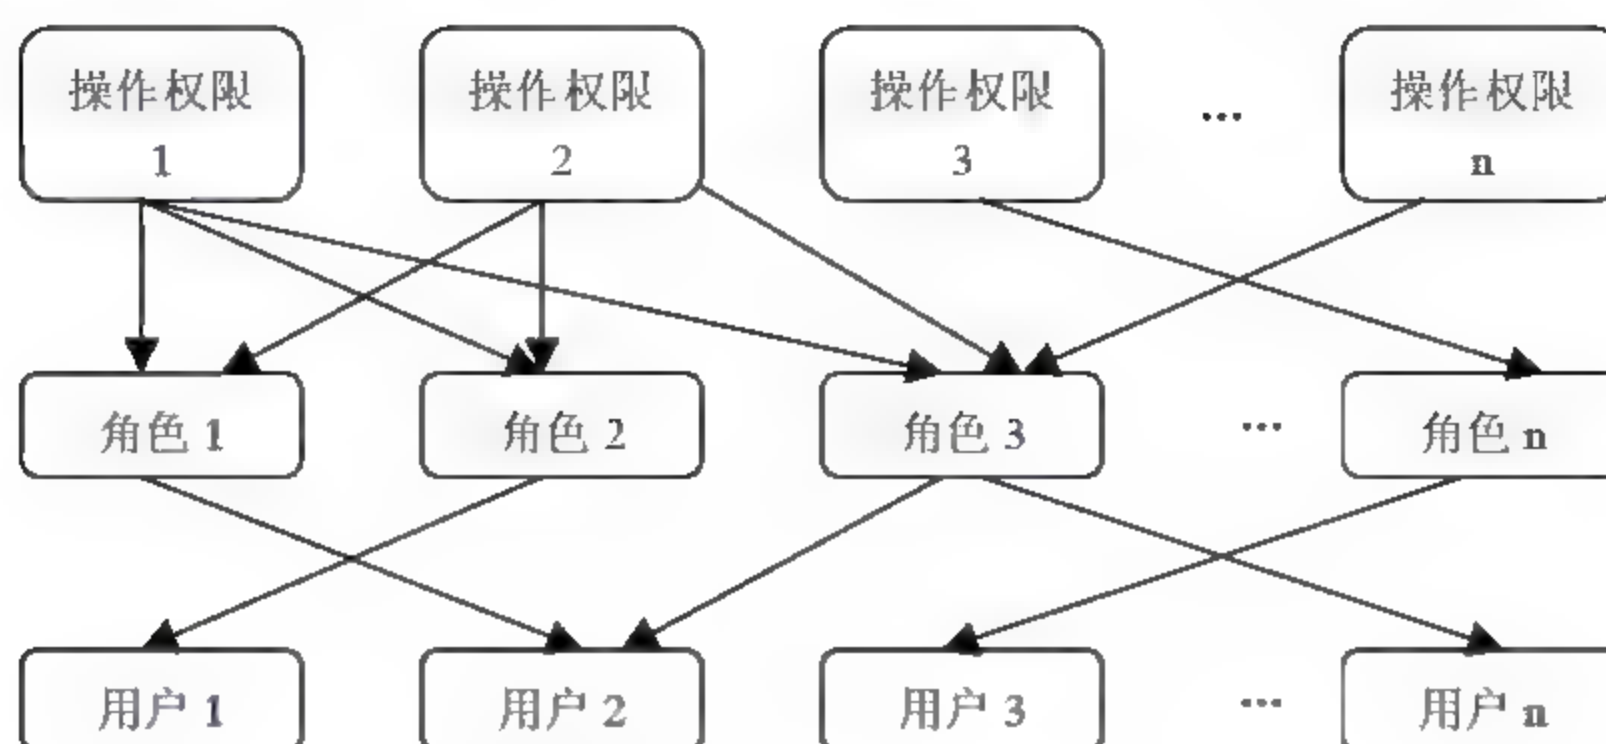 操作权限
1
操作权限
2
操作权限
3
...
操作权限
n
角色 1
角色 2
角色 3
...
角色 n
用户 1
用户 2
用户 3
...
用户 n